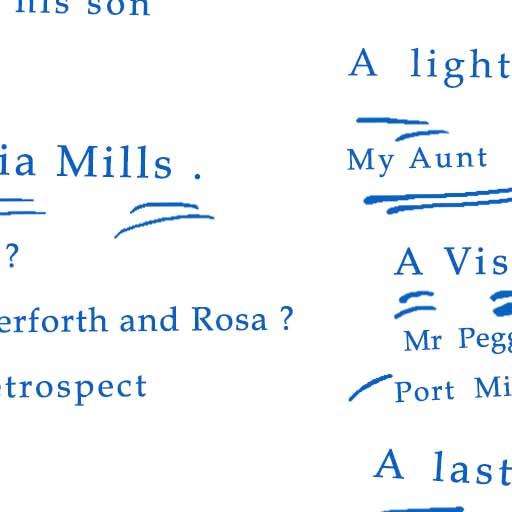 his son
ia Mills .
?
erforth and Rosa ?
etrospect
A light
My Aunt
A Vis
Mr Pegg
Port Mi
A last